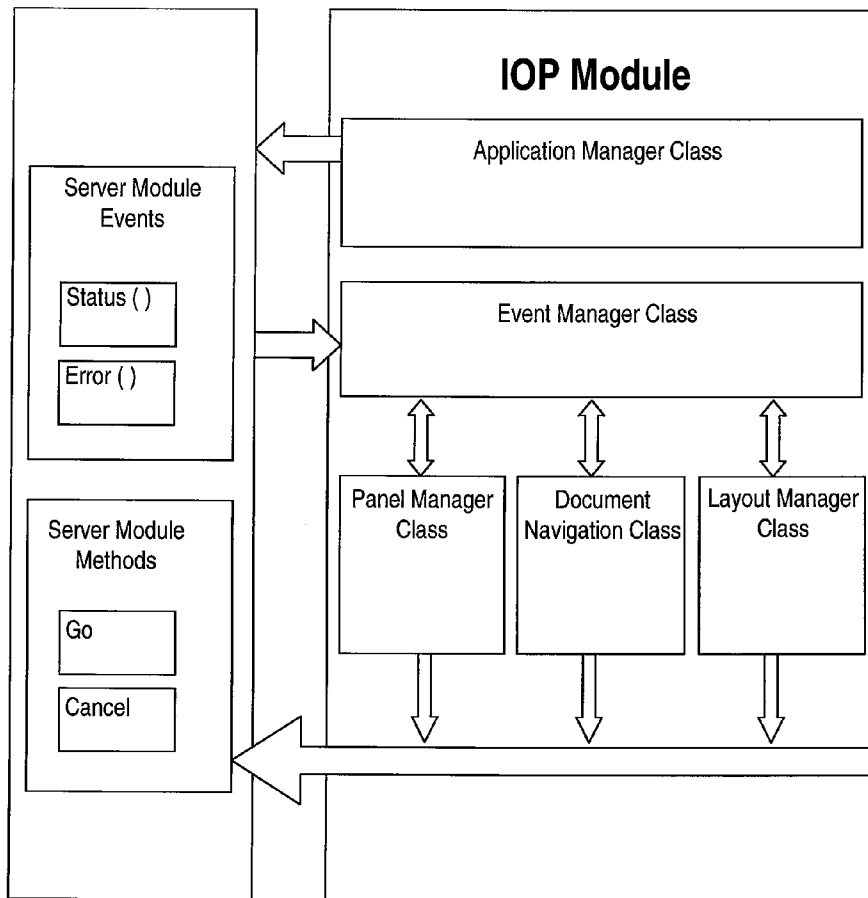 IOP Module
Application Manager Class
Server Module
Events
Status ( )
Error ( )
Event Manager Class
Panel Manager
Class
Document
Navigation Class
Layout Manager
Class
Server Module
Methods
Go
Cancel